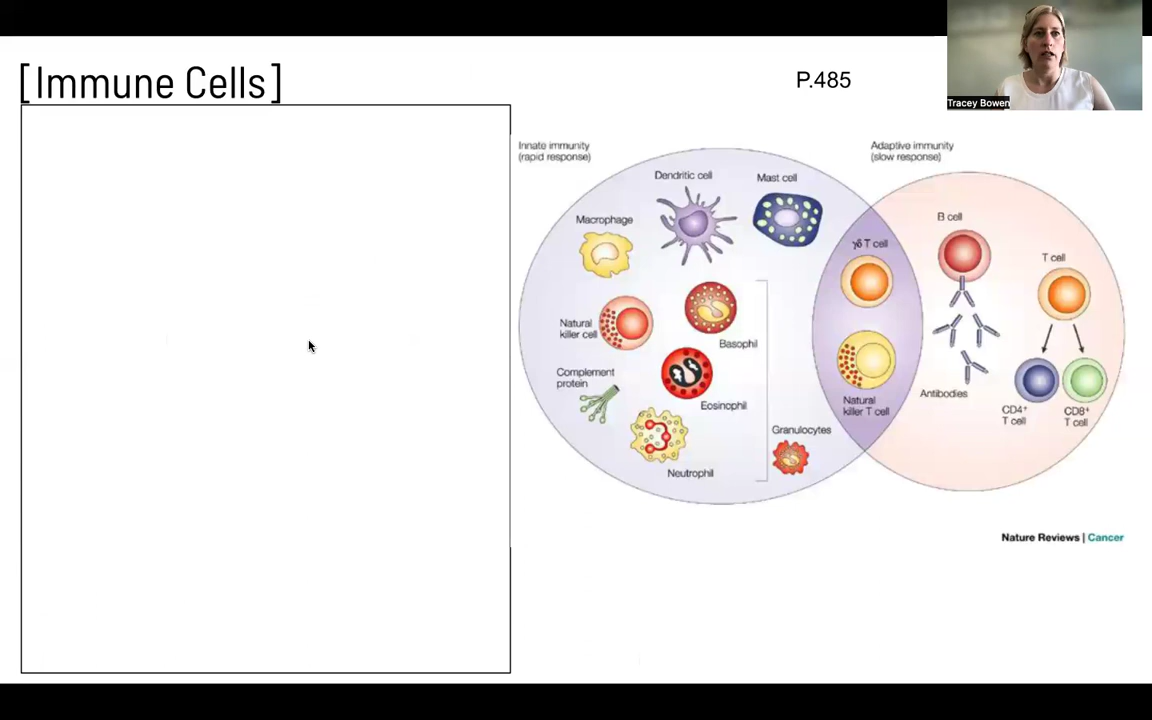 [Immune Cells]
P.485
Tracey Bowen
Innate immunity
(rapid response)
Adaptive immunity
(slow response)
Dendritic cell
Mast cell
Macrophage
γδ T cell
B cell
T cell
Natural
killer cell
Basophil
Complement
protein
Eosinophil
Neutrophil
Granulocytes
Natural
killer T cell
Antibodies
CD4⁺
T cell
CD8⁺
T cell
Nature Reviews | Cancer